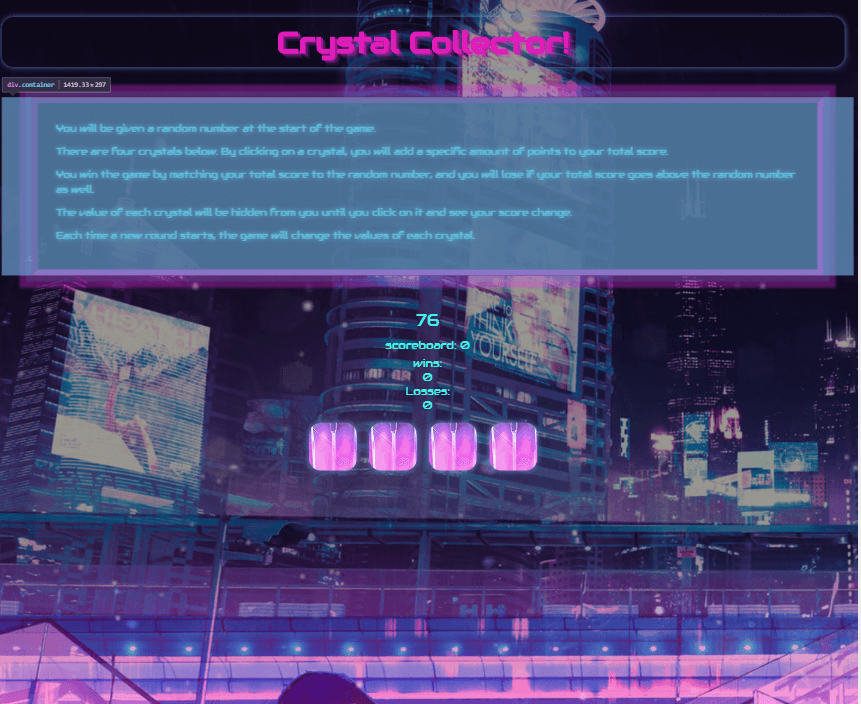 Crystal Collector!
div.container | 1419.33×297
You will be given a random number at the start of the game.
There are four crystals below. By clicking on a crystal, you will add a specific amount of points to your total score.
You win the game by matching your total score to the random number, and you will lose if your total score goes above the random number
as well.
The value of each crystal will be hidden from you until you click on it and see your score change.
Each time a new round starts, the game will change the values of each crystal.
THINK
YOURSELF
76
scoreboard: 0
wins:
0
Losses:
0